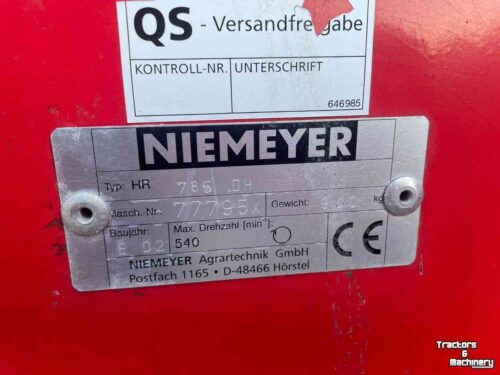 QS - Versandfreigabe
KONTROLL-NR. UNTERSCHRIFT
646985
NIEMEYER
Typ: HR DH
Masch.-Nr. Gewicht: kg
Baujahr: Max. Drehzahl [min⁻¹]
E 02 540
CE
NIEMEYER Agrartechnik GmbH
Postfach 1165 • D-48466 Hörstel
Tractors & Machinery